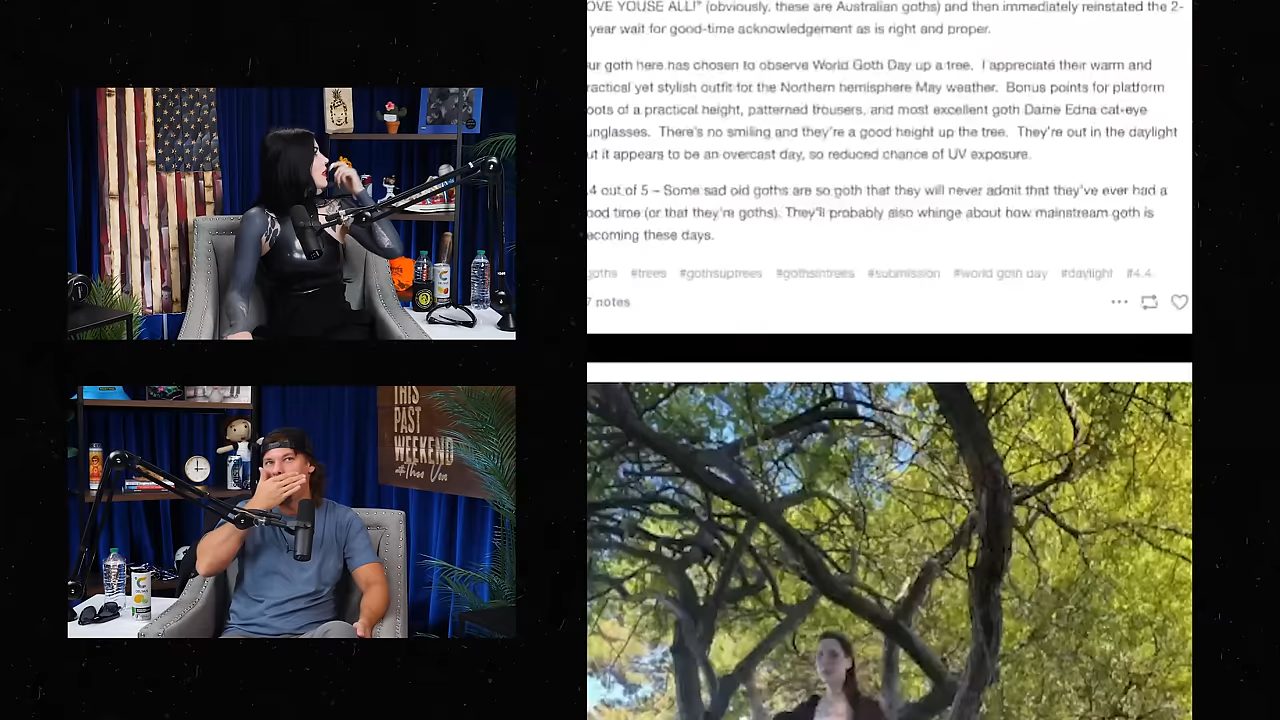 OVE YOUSE ALL!" (obviously, these are Australian goths) and then immediately reinstated the 2-
year wait for good-time acknowledgement as is right and proper.
ur goth here has chosen to observe World Goth Day up a tree. I appreciate their warm and
ractical yet stylish outfit for the Northern hemisphere May weather. Bonus points for platform
oots of a practical height, patterned trousers, and most excellent goth Dame Edna cat-eye
unglasses. There's no smiling and they're a good height up the tree. They're out in the daylight
ut it appears to be an overcast day, so reduced chance of UV exposure.
.4 out of 5 – Some sad old goths are so goth that they will never admit that they've ever had a
ood time (or that they're goths). They'll probably also whinge about how mainstream goth is
ecoming these days.
goths #trees #gothsuptrees #gothsintrees #submission #world goth day #daylight #4.4
7 notes
THIS
PAST
WEEKEND
with Theo Von